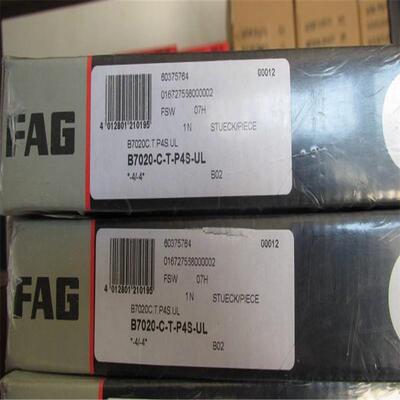 FAG
60375764 00012
016727558000002
FSW 07H
1 N STUECK/PIECE
4 012801 210195
B7020C.T.P4S.UL
B7020-C-T-P4S-UL
*-4/-4* B02
FAG
60375764 00012
016727558000002
FSW 07H
1 N STUECK/PIECE
4 012801 210195
B7020C.T.P4S.UL
B7020-C-T-P4S-UL
*-4/-4* B02